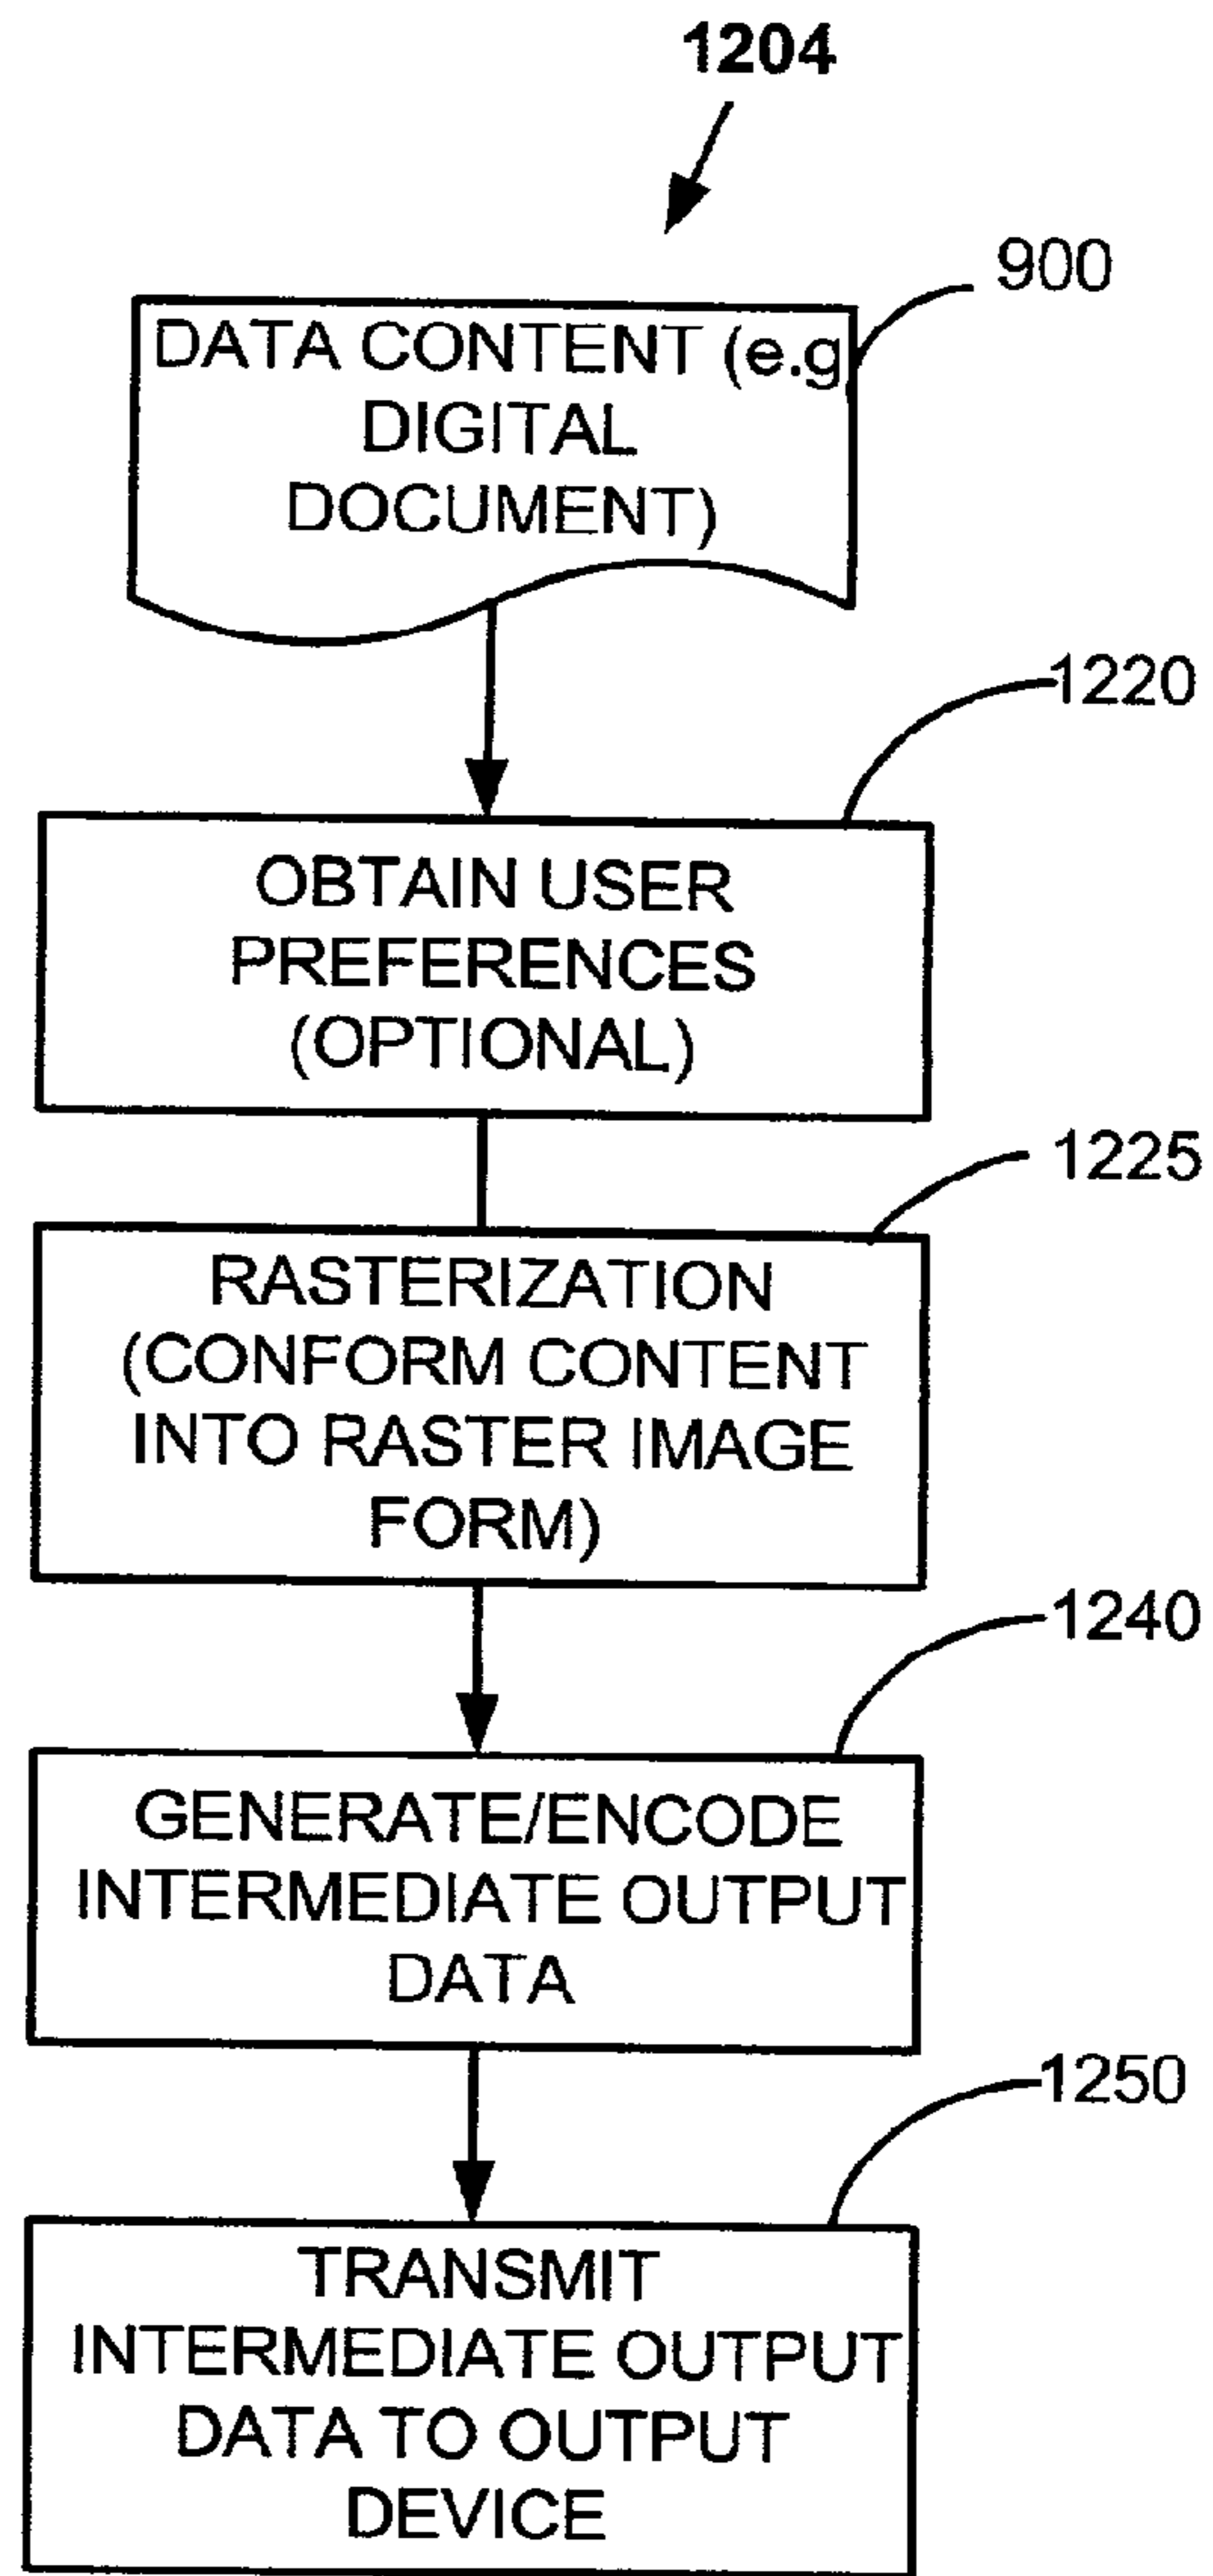 1204
900
DATA CONTENT (e.g
DIGITAL
DOCUMENT)
1220
OBTAIN USER
PREFERENCES
(OPTIONAL)
1225
RASTERIZATION
(CONFORM CONTENT
INTO RASTER IMAGE
FORM)
1240
GENERATE/ENCODE
INTERMEDIATE OUTPUT
DATA
1250
TRANSMIT
INTERMEDIATE OUTPUT
DATA TO OUTPUT
DEVICE